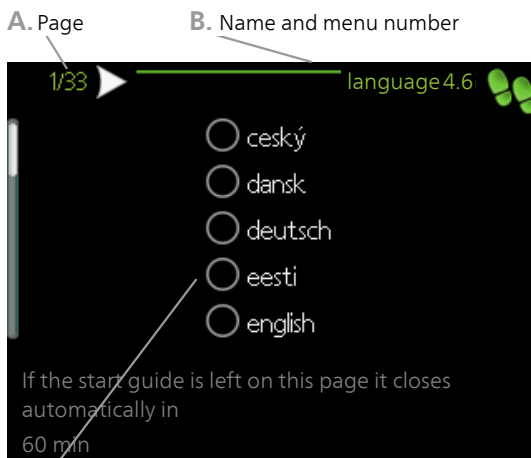 A. Page
B. Name and menu number
1/33
language 4.6
ceský
dansk
deutsch
eesti
english
If the start guide is left on this page it closes
automatically in
60 min